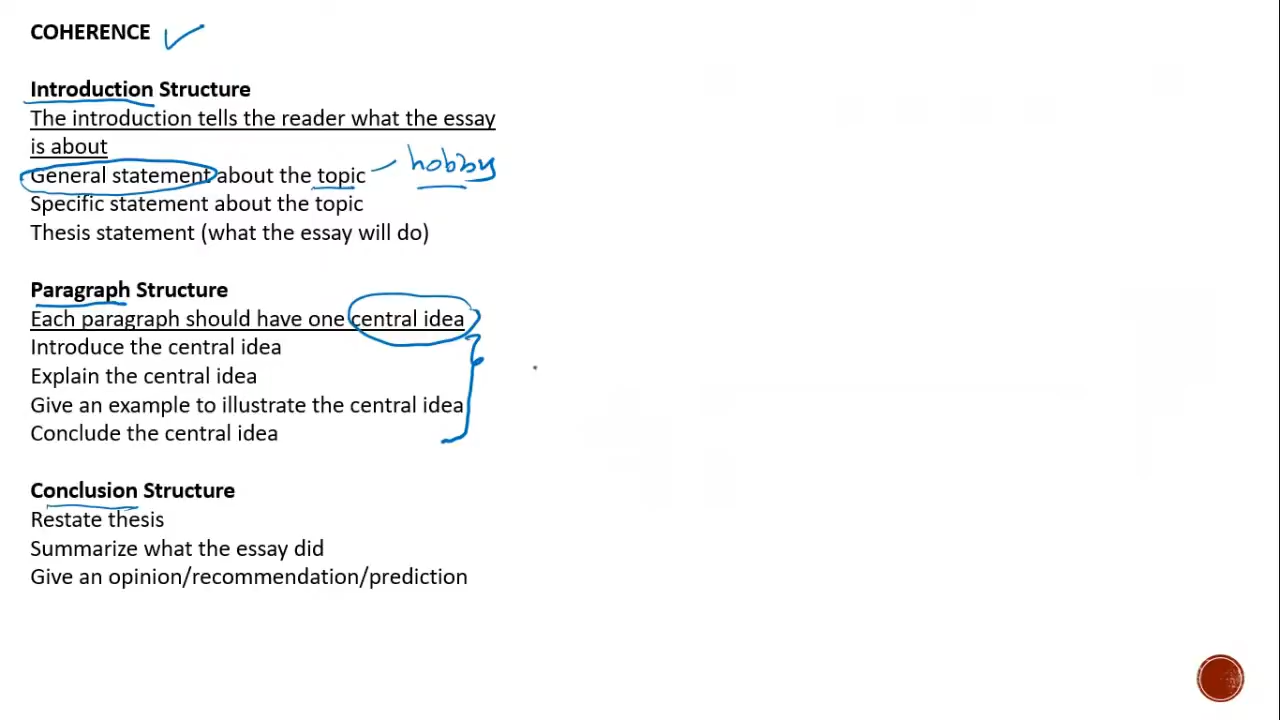 COHERENCE
Introduction Structure
The introduction tells the reader what the essay
is about
General statement about the topic hobby
Specific statement about the topic
Thesis statement (what the essay will do)
Paragraph Structure
Each paragraph should have one central idea
Introduce the central idea
Explain the central idea
Give an example to illustrate the central idea
Conclude the central idea
Conclusion Structure
Restate thesis
Summarize what the essay did
Give an opinion/recommendation/prediction